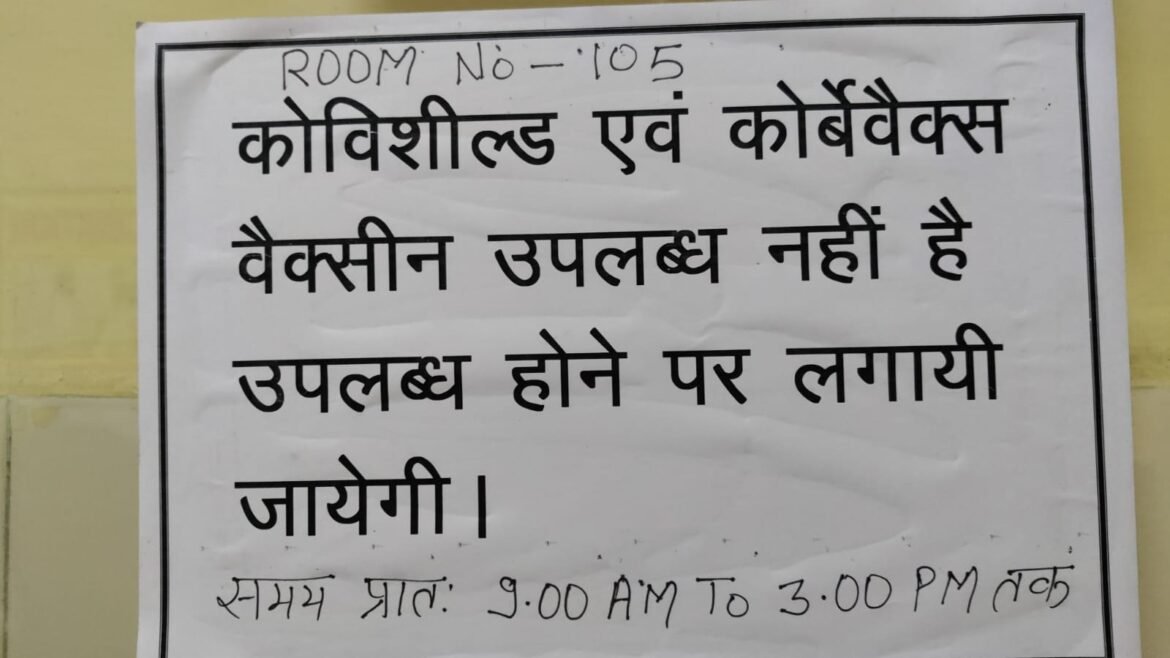 ROOM No - 105
कोविशील्ड एवं कोर्बेवैक्स
वैक्सीन उपलब्ध नहीं है
उपलब्ध होने पर लगायी
जायेगी।
समय प्रातः 9.00 AM To 3.00 PM तक